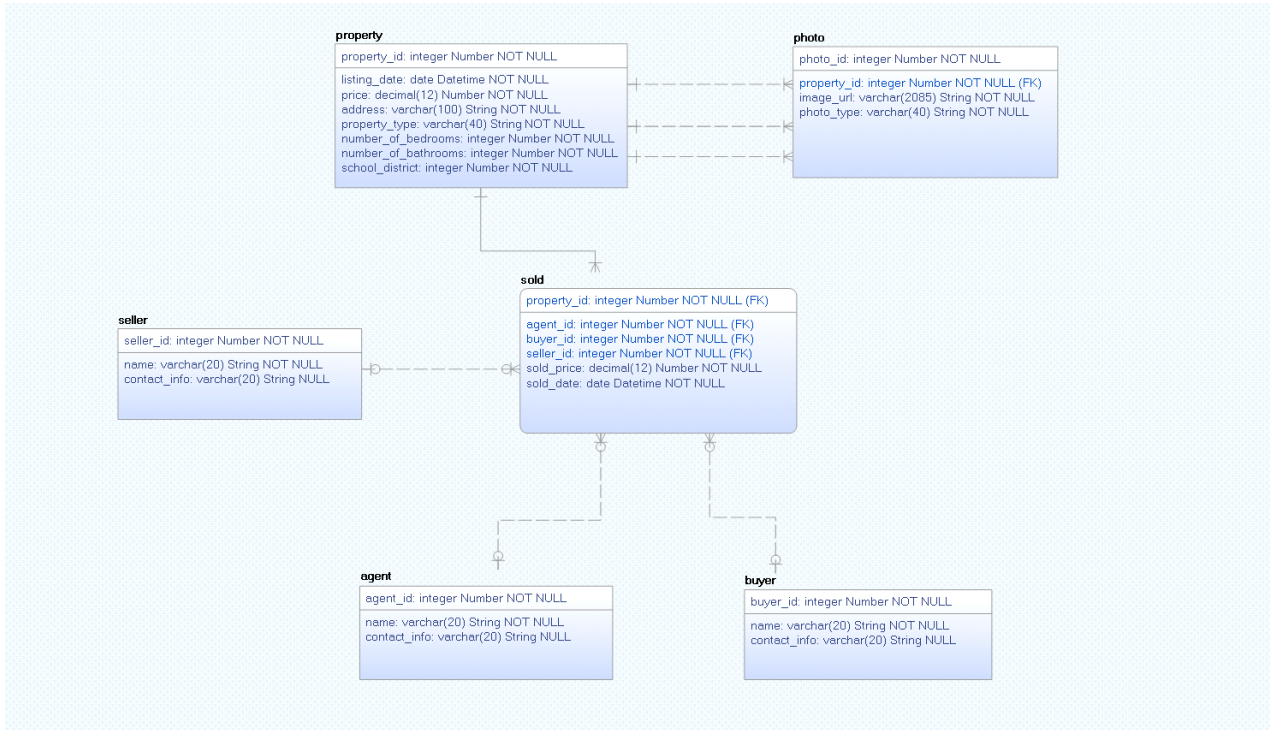 property
property_id: integer Number NOT NULL
listing_date: date Datetime NOT NULL
price: decimal(12) Number NOT NULL
address: varchar(100) String NOT NULL
property_type: varchar(40) String NOT NULL
number_of_bedrooms: integer Number NOT NULL
number_of_bathrooms: integer Number NOT NULL
school_district: integer Number NOT NULL
photo
photo_id: integer Number NOT NULL
property_id: integer Number NOT NULL (FK)
image_url: varchar(2085) String NOT NULL
photo_type: varchar(40) String NOT NULL
sold
property_id: integer Number NOT NULL (FK)
agent_id: integer Number NOT NULL (FK)
buyer_id: integer Number NOT NULL (FK)
seller_id: integer Number NOT NULL (FK)
sold_price: decimal(12) Number NOT NULL
sold_date: date Datetime NOT NULL
seller
seller_id: integer Number NOT NULL
name: varchar(20) String NOT NULL
contact_info: varchar(20) String NULL
agent
agent_id: integer Number NOT NULL
name: varchar(20) String NOT NULL
contact_info: varchar(20) String NULL
buyer
buyer_id: integer Number NOT NULL
name: varchar(20) String NOT NULL
contact_info: varchar(20) String NULL